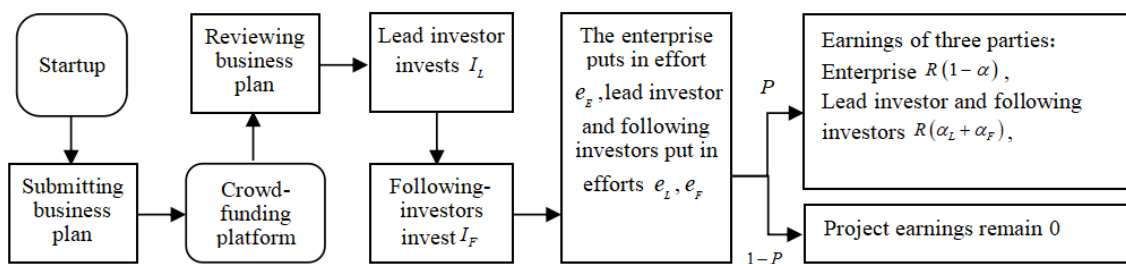 Startup
Submitting
business
plan
Reviewing
business
plan
Crowd-
funding
platform
Lead investor
invests I_L
Following-
investors
invest I_F
The enterprise
puts in effort
e_E ,lead investor
and following
investors put in
efforts e_L, e_F
P
1-P
Earnings of three parties:
Enterprise R(1-α),
Lead investor and following
investors R(α_L+α_F),
Project earnings remain 0